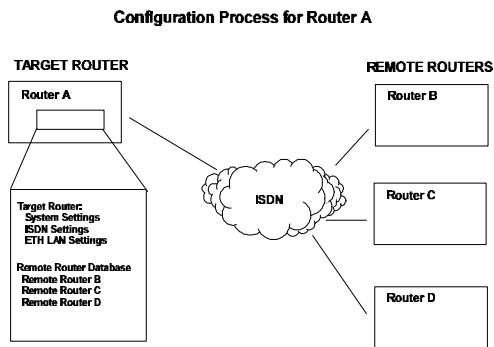 Configuration Process for Router A
TARGET ROUTER
REMOTE ROUTERS
Router A
Router B
ISDN
Router C
Target Router:
System Settings
ISDN Settings
ETH LAN Settings
Remote Router Database
Remote Router B
Remote Router C
Remote Router D
Router D